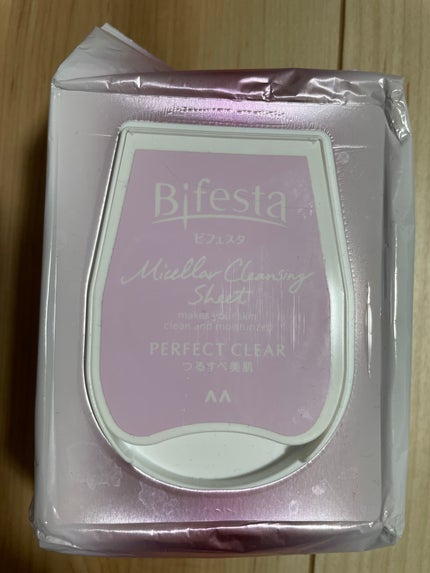 Bifesta
ビフェスタ
Micellar Cleansing
Sheet
makes your skin
clean and moisturized
PERFECT CLEAR
つるすべ美肌